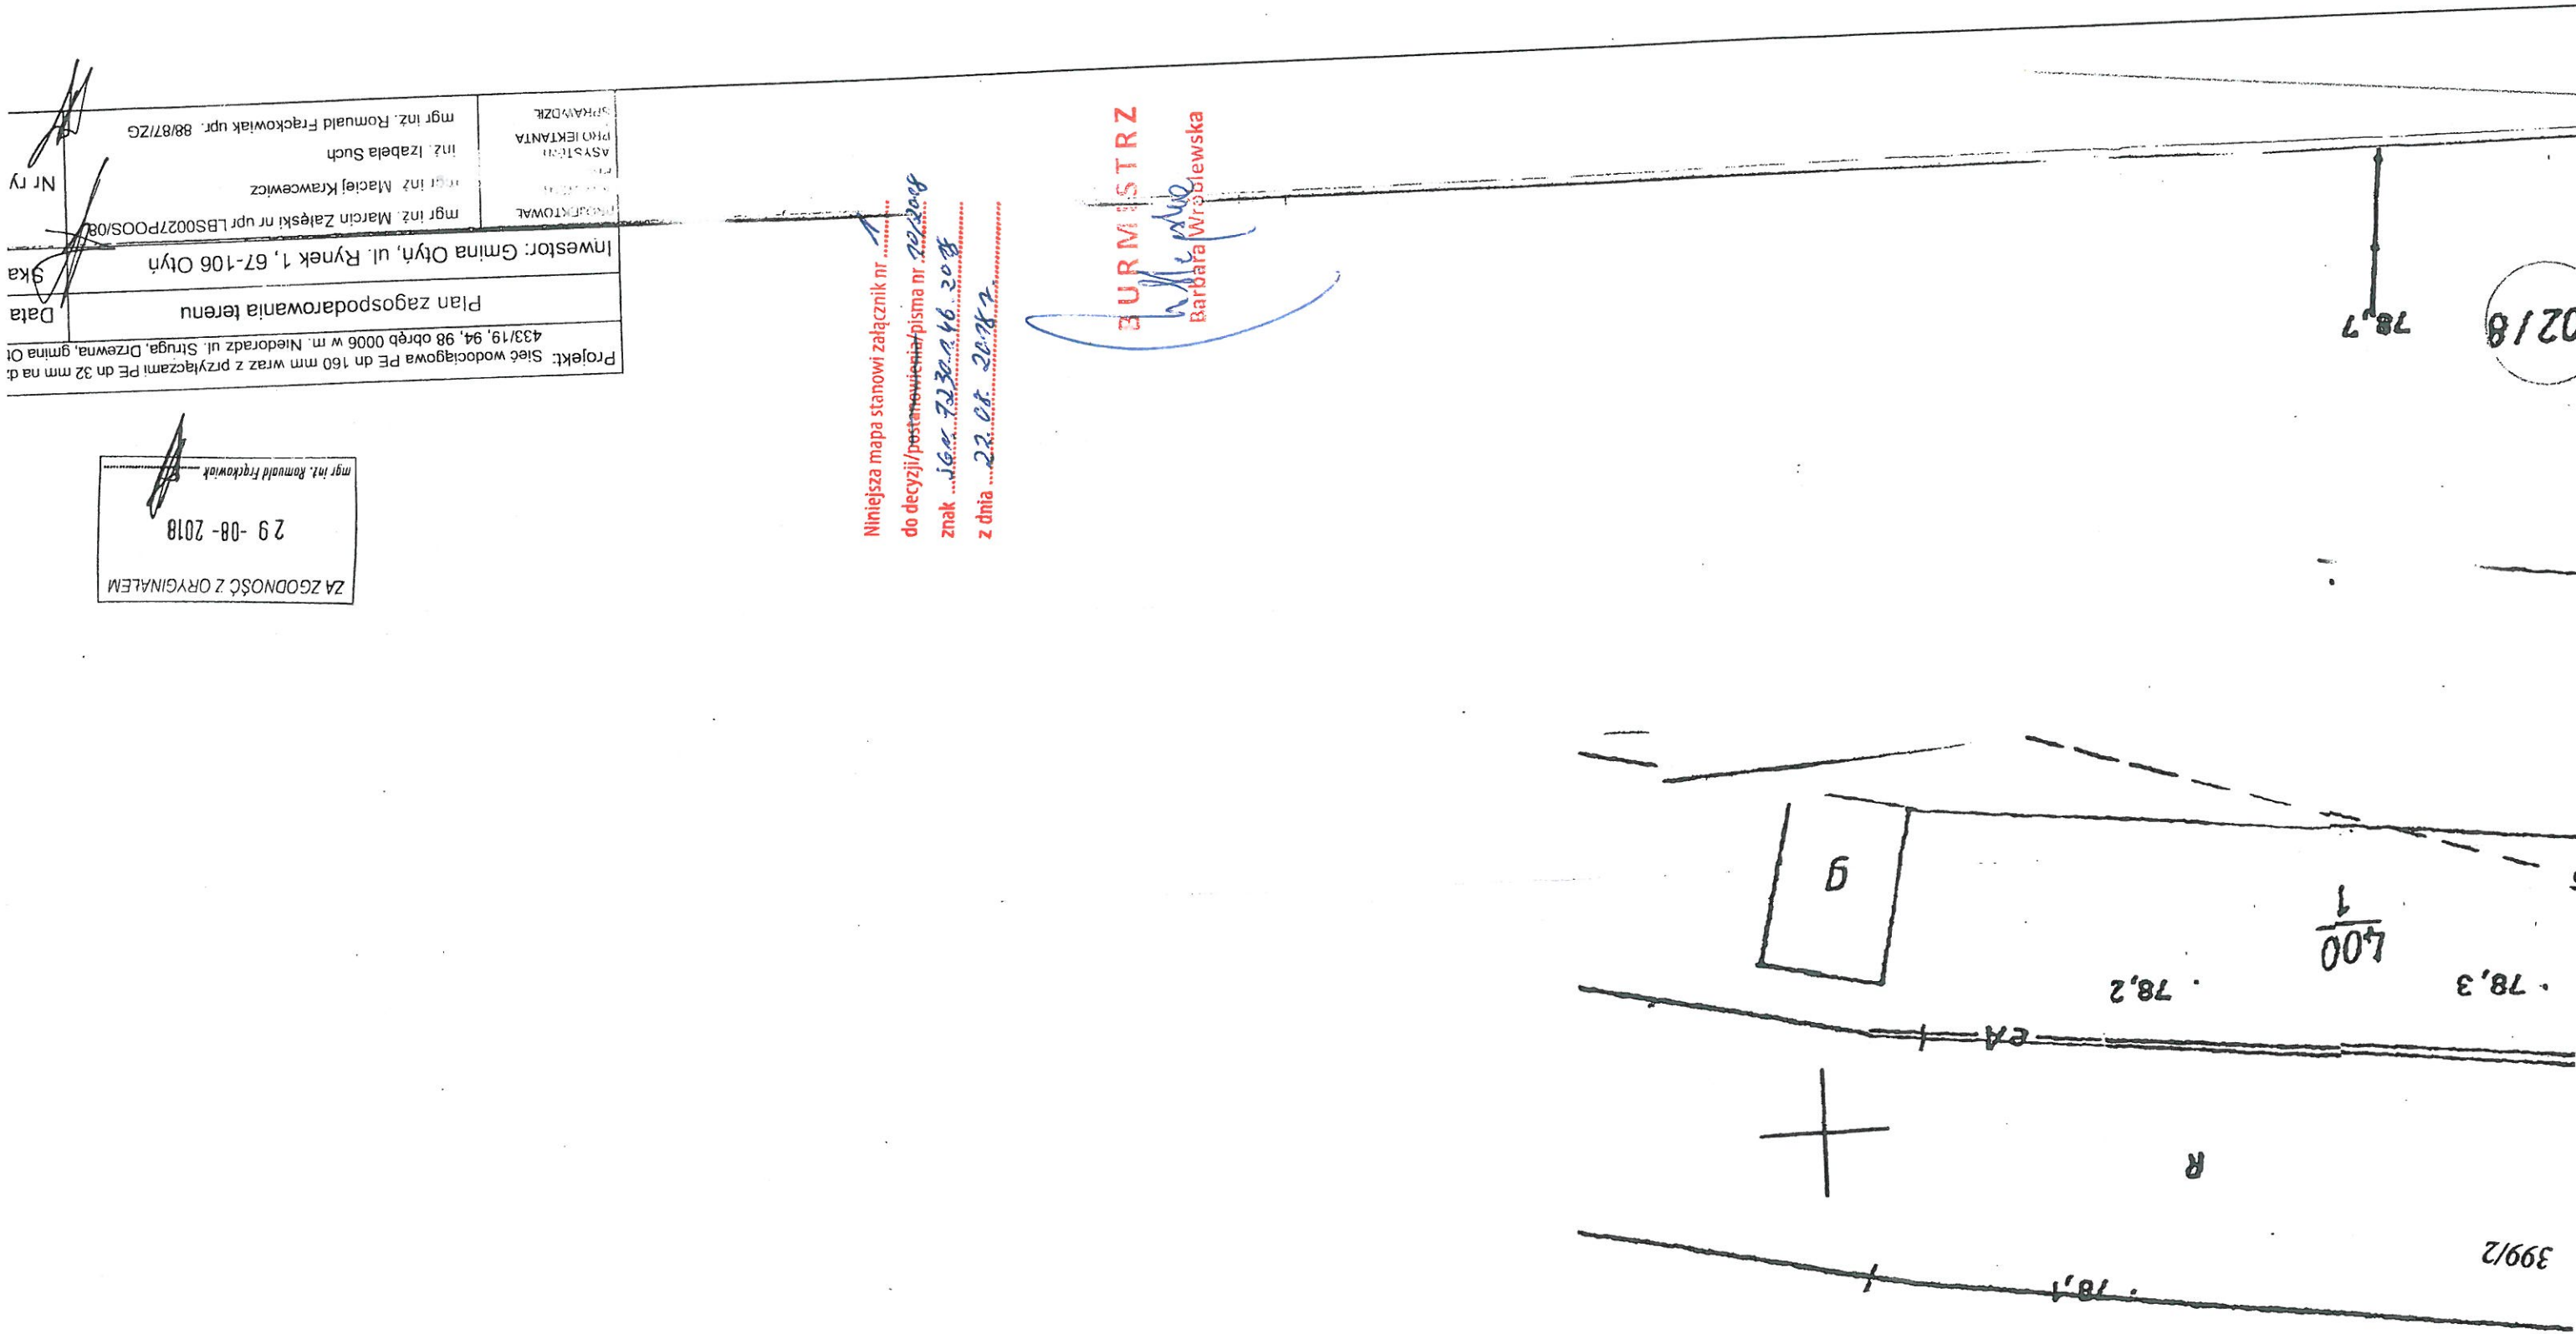 Projekt: Sieć wodociągowa PE dn 160 mm wraz z przyłączami PE dn 32 mm na
433/19, 94, 98 obręb 0006 w m. Niedoradz ul. Struga, Drzewna, gmina Ot
Plan zagospodarowania terenu
Data
Inwestor: Gmina Otyń, ul. Rynek 1, 67-106 Otyń
Ska
PROJEKTOWAŁ
mgr inż. Marcin Załęski nr upr LBS0027POOS/08
mgr inż Maciej Krawcewicz
Nr ry
ASYSTENT
PROJEKTANTA
inż. Izabela Such
SPRAWDZIŁ
mgr inż. Romuald Frąckowiak upr. 88/87/ZG
ZA ZGODNOŚĆ Z ORYGINAŁEM
29 -08- 2018
mgr inż. Romuald Frąckowiak
Niniejsza mapa stanowi załącznik nr 1
do decyzji/postanowienia/pisma nr
znak
z dnia 22.08.2018 r.
BURMISTRZ
Barbara Wróblewska
78,7
02/8
g
400
1
78,2
78,3
eA
R
399/2
78,1